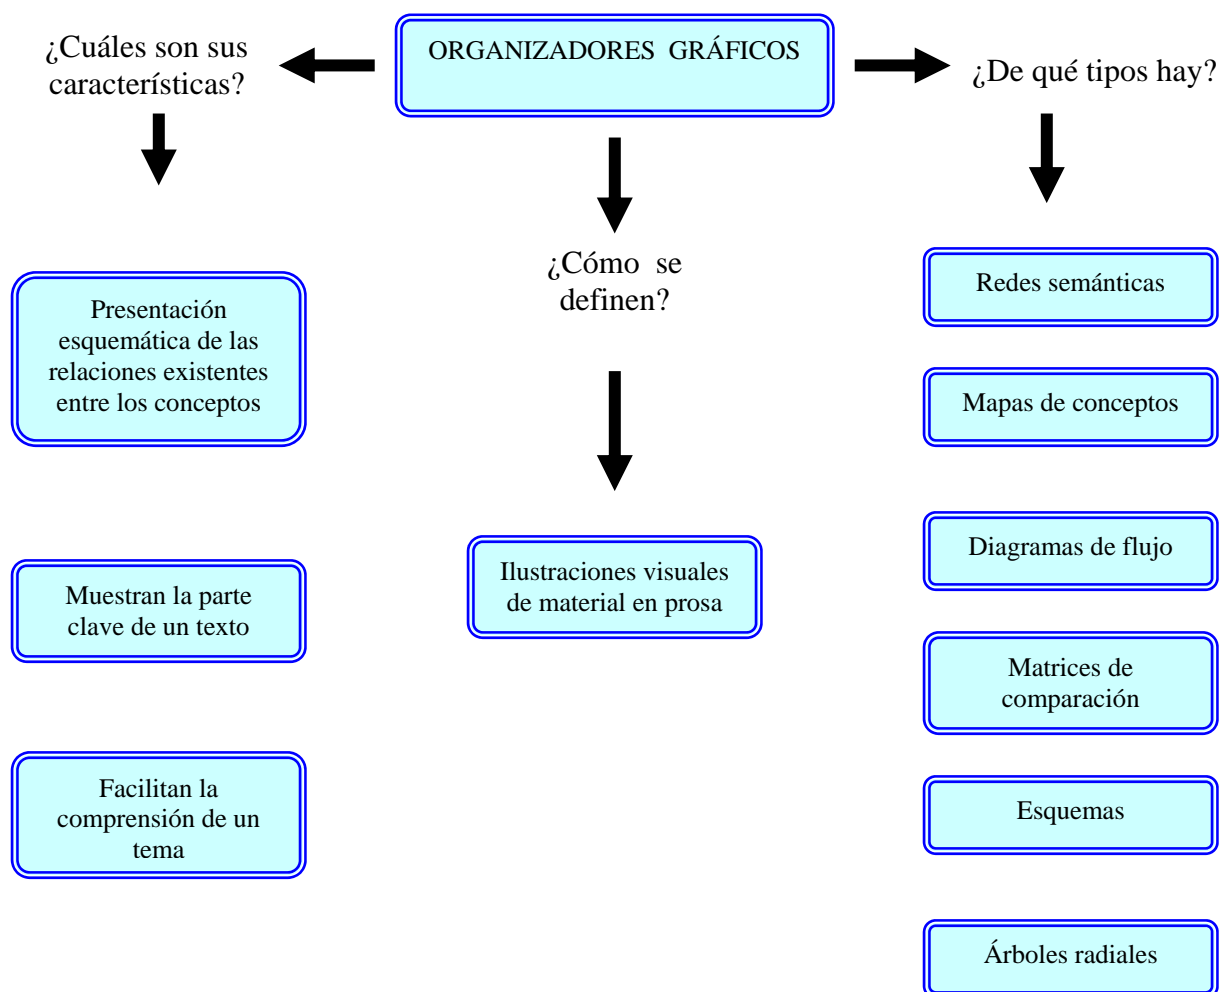 ORGANIZADORES GRÁFICOS
¿Cuáles son sus
características?
Presentación
esquemática de las
relaciones existentes
entre los conceptos
Muestran la parte
clave de un texto
Facilitan la
comprensión de un
tema
¿Cómo se
definen?
Ilustraciones visuales
de material en prosa
¿De qué tipos hay?
Redes semánticas
Mapas de conceptos
Diagramas de flujo
Matrices de
comparación
Esquemas
Árboles radiales